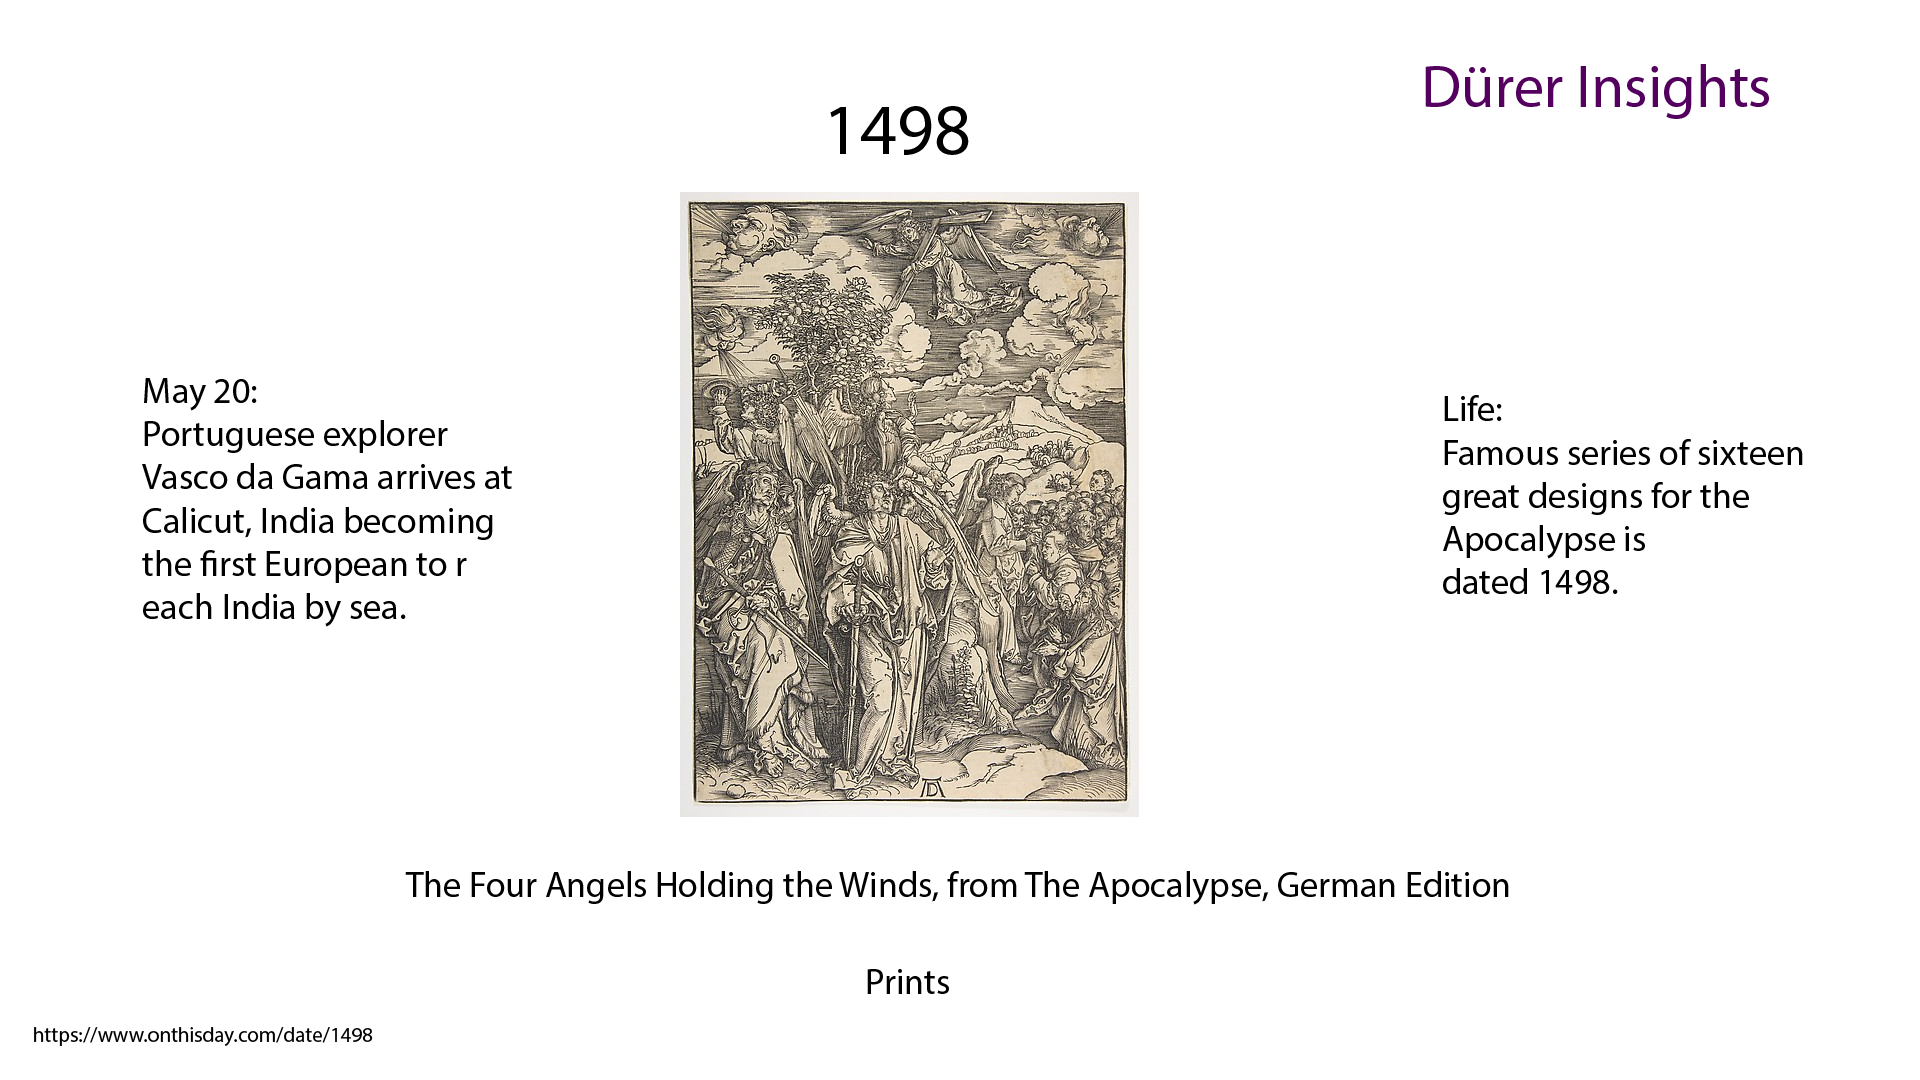 Dürer Insights
1498
May 20:
Portuguese explorer
Vasco da Gama arrives at
Calicut, India becoming
the first European to r
each India by sea.
Life:
Famous series of sixteen
great designs for the
Apocalypse is
dated 1498.
AD
The Four Angels Holding the Winds, from The Apocalypse, German Edition
Prints
https://www.onthisday.com/date/1498